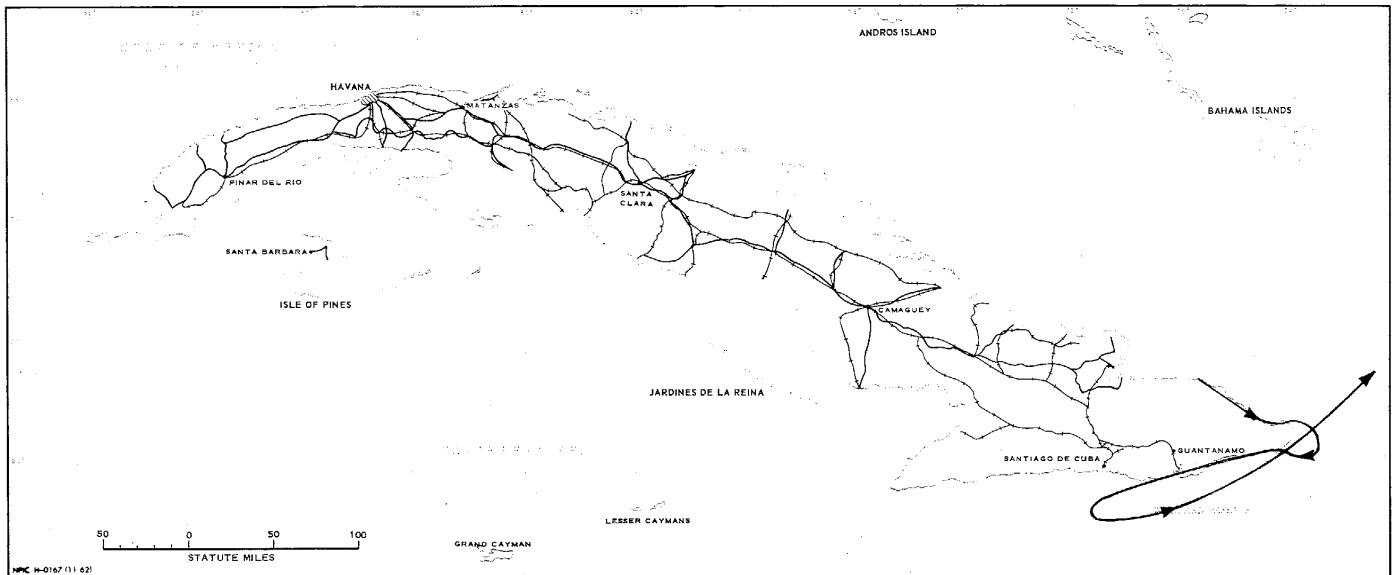 ANDROS ISLAND
HAVANA
MATANZAS
BAHAMA ISLANDS
PINAR DEL RIO
SANTA
CLARA
SANTA BARBARA
ISLE OF PINES
CAMAGUEY
JARDINES DE LA REINA
GUANTANAMO
SANTIAGO DE CUBA
LESSER CAYMANS
50 0 50 100
STATUTE MILES
GRAND CAYMAN
NPIC H-0167 (11 62)